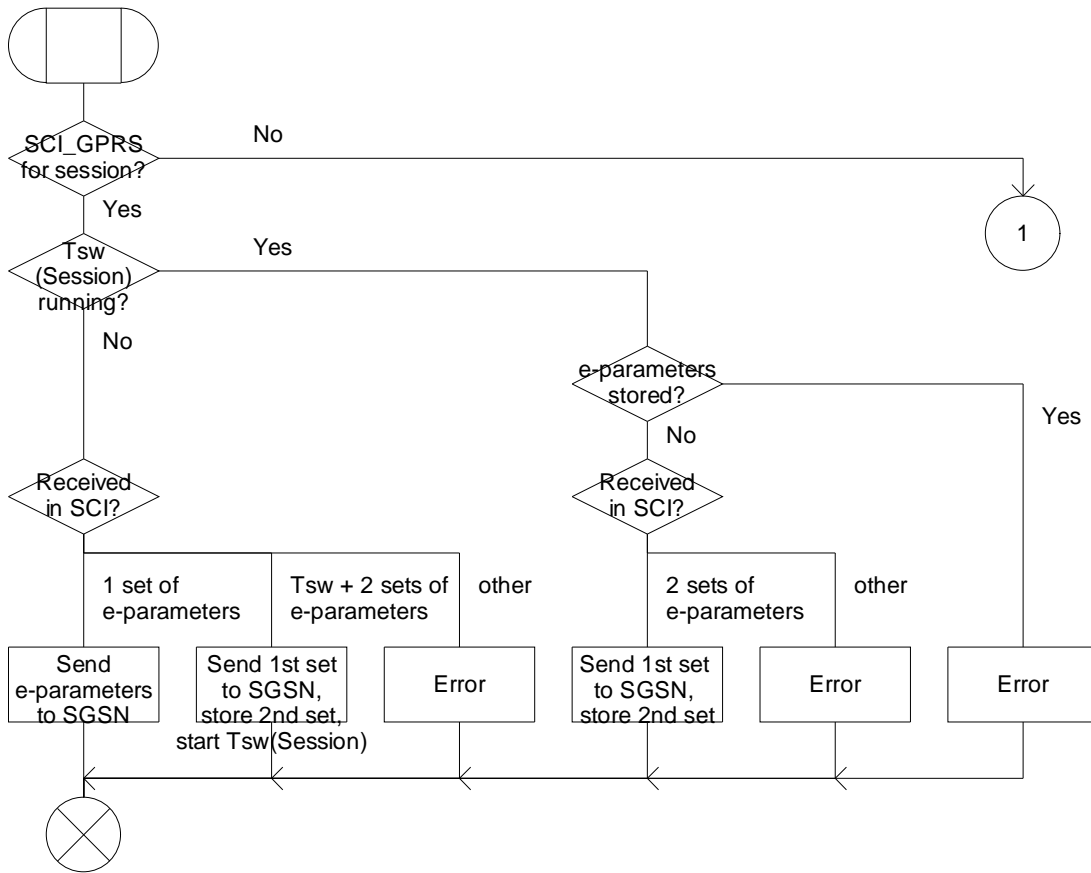 SCI_GPRS
for session?
No
Yes
1
Tsw
(Session)
running?
Yes
No
e-parameters
stored?
Yes
No
Received
in SCI?
Received
in SCI?
1 set of
e-parameters
Tsw + 2 sets of
e-parameters
other
2 sets of
e-parameters
other
Send
e-parameters
to SGSN
Send 1st set
to SGSN,
store 2nd set,
start Tsw(Session)
Error
Send 1st set
to SGSN,
store 2nd set
Error
Error